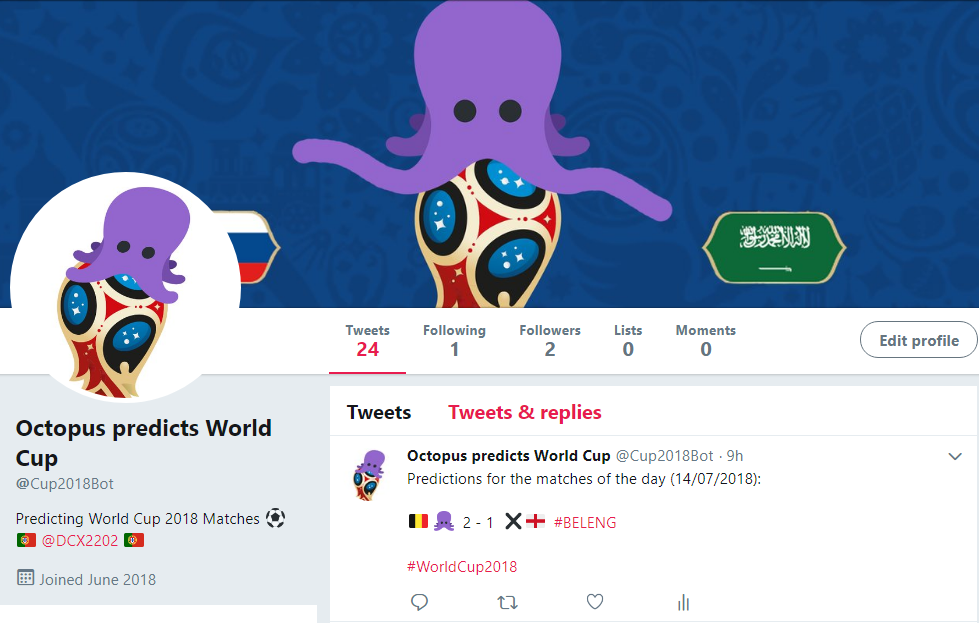 Tweets Following Followers Lists Moments
24 1 2 0 0
Edit profile
Octopus predicts World
Cup
@Cup2018Bot
Predicting World Cup 2018 Matches ⚽
🇵🇹 @DCX2202 🇵🇹
Joined June 2018
Tweets Tweets & replies
Octopus predicts World Cup @Cup2018Bot · 9h
Predictions for the matches of the day (14/07/2018):
🇧🇪🐙 2 - 1 ❌🏴󠁧󠁢󠁥󠁮󠁧󠁿 #BELENG
#WorldCup2018